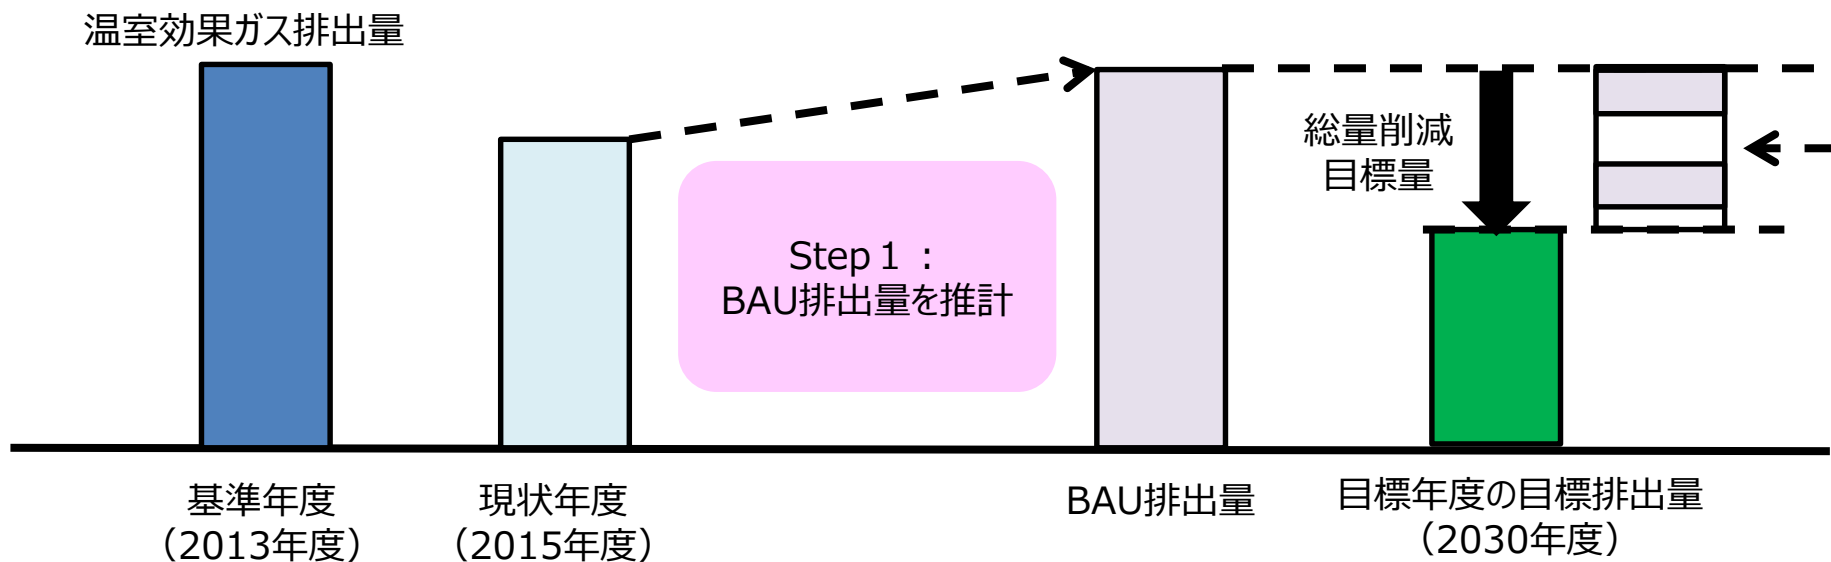 温室効果ガス排出量
総量削減
目標量
Step１：
BAU排出量を推計
基準年度
（2013年度）
現状年度
（2015年度）
BAU排出量
目標年度の目標排出量
（2030年度）